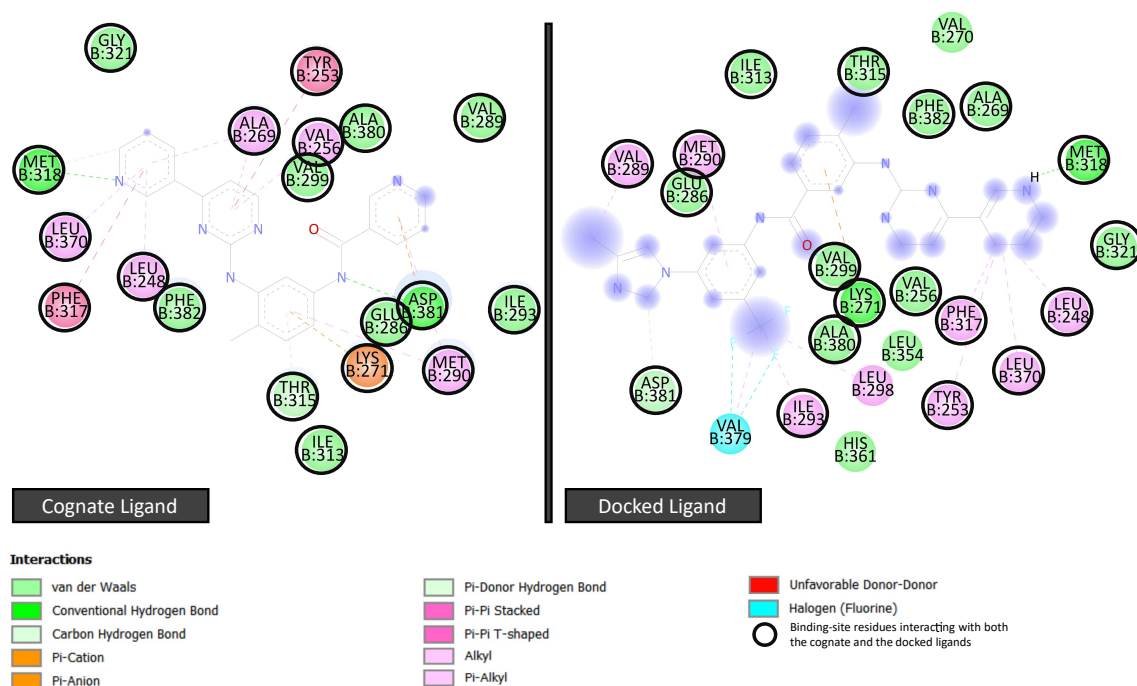 GLY
B:321
TYR
B:253
VAL
B:289
ALA
B:269
VAL
B:256
ALA
B:380
MET
B:318
VAL
B:299
N
N
N
N
O
LEU
B:370
LEU
B:248
N
H
N
H
PHE
B:317
PHE
B:382
GLU
B:286
ASP
B:381
ILE
B:293
LYS
B:271
MET
B:290
THR
B:315
ILE
B:313
Cognate Ligand
VAL
B:270
ILE
B:313
THR
B:315
PHE
B:382
ALA
B:269
VAL
B:289
MET
B:290
MET
B:318
GLU
B:286
N
H
N
N
H
N
H
N
N
O
GLY
B:321
VAL
B:299
N
N
LYS
B:271
VAL
B:256
LEU
B:248
PHE
B:317
F
F
F
ALA
B:380
LEU
B:354
LEU
B:370
ASP
B:381
LEU
B:298
TYR
B:253
ILE
B:293
VAL
B:379
HIS
B:361
Docked Ligand
Interactions
van der Waals
Conventional Hydrogen Bond
Carbon Hydrogen Bond
Pi-Cation
Pi-Anion
Pi-Donor Hydrogen Bond
Pi-Pi Stacked
Pi-Pi T-shaped
Alkyl
Pi-Alkyl
Unfavorable Donor-Donor
Halogen (Fluorine)
Binding-site residues interacting with both
the cognate and the docked ligands